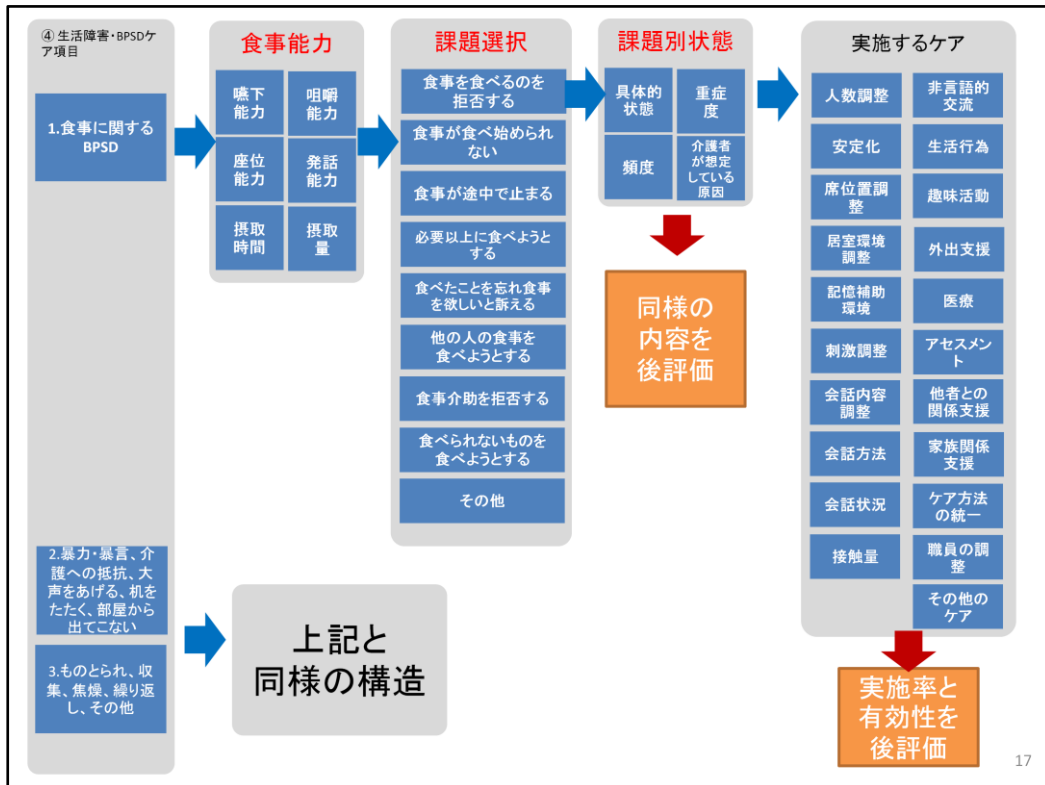 ④生活障害・BPSDケ
ア項目
1.食事に関する
BPSD
2.暴力・暴言、介
護への抵抗、大
声をあげる、机を
たたく、部屋から
出てこない
3.ものとられ、収
集、焦燥、繰り返
し、その他
食事能力
嚥下
能力
咀嚼
能力
座位
能力
発話
能力
摂取
時間
摂取
量
課題選択
食事を食べるのを
拒否する
食事が食べ始められ
ない
食事が途中で止まる
必要以上に食べようと
する
食べたことを忘れ食事
を欲しいと訴える
他の人の食事を
食べようとする
食事介助を拒否する
食べられないものを
食べようとする
その他
課題別状態
具体的
状態
重症
度
頻度
介護者
が想定
している
原因
同様の
内容を
後評価
実施するケア
人数調整
非言語的
交流
安定化
生活行為
席位置調
整
趣味活動
居室環境
調整
外出支援
記憶補助
環境
医療
刺激調整
アセスメン
ト
会話内容
調整
他者との
関係支援
会話方法
家族関係
支援
会話状況
ケア方法
の統一
接触量
職員の調
整
その他の
ケア
実施率と
有効性を
後評価
上記と
同様の構造
17